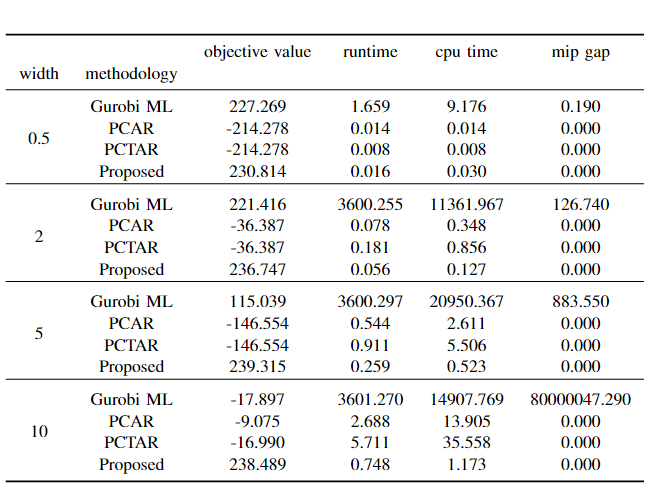 objective value runtime cpu time mip gap
width methodology
0.5 Gurobi ML 227.269 1.659 9.176 0.190
PCAR -214.278 0.014 0.014 0.000
PCTAR -214.278 0.008 0.008 0.000
Proposed 230.814 0.016 0.030 0.000
2 Gurobi ML 221.416 3600.255 11361.967 126.740
PCAR -36.387 0.078 0.348 0.000
PCTAR -36.387 0.181 0.856 0.000
Proposed 236.747 0.056 0.127 0.000
5 Gurobi ML 115.039 3600.297 20950.367 883.550
PCAR -146.554 0.544 2.611 0.000
PCTAR -146.554 0.911 5.506 0.000
Proposed 239.315 0.259 0.523 0.000
10 Gurobi ML -17.897 3601.270 14907.769 80000047.290
PCAR -9.075 2.688 13.905 0.000
PCTAR -16.990 5.711 35.558 0.000
Proposed 238.489 0.748 1.173 0.000